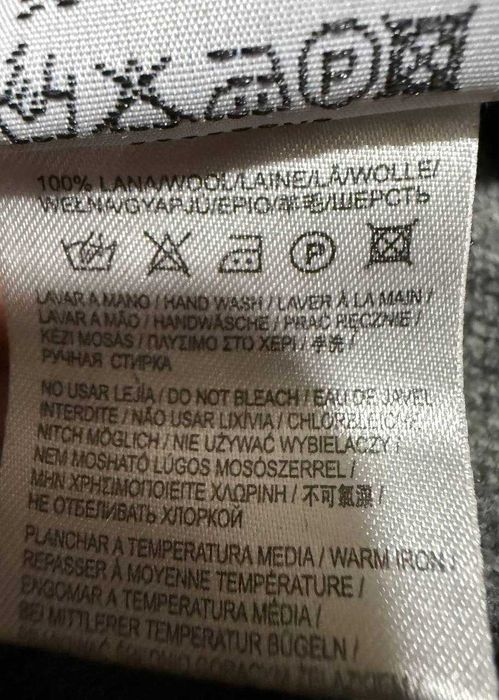 P
100% LANA/WOOL/LAINE/LÃ/WOLLE/
WEŁNA/GYAPJÚ/EPIO/羊毛/ШЕРСТЬ
P
LAVAR A MANO / HAND WASH / LAVER À LA MAIN /
LAVAR A MÃO / HANDWÄSCHE / PRAĆ RĘCZNIE /
KÉZI MOSÁS / ΠΛΥΣΙΜΟ ΣΤΟ ΧΕΡΙ / 手洗 /
РУЧНАЯ СТИРКА
NO USAR LEJÍA / DO NOT BLEACH / EAU DE JAVEL
INTERDITE / NÃO USAR LIXÍVIA / CHLORBLEICHE
NITCH MÖGLICH / NIE UŻYWAĆ WYBIELACZY /
NEM MOSHATÓ LÚGOS MOSÓSZERREL /
ΜΗΝ ΧΡΗΣΙΜΟΠΟΙΕΙΤΕ ΧΛΩΡΙΝΗ / 不可氯漂 /
НЕ ОТБЕЛИВАТЬ ХЛОРКОЙ
PLANCHAR A TEMPERATURA MEDIA / WARM IRON /
REPASSER À MOYENNE TEMPÉRATURE /
ENGOMAR A TEMPERATURA MÉDIA /
BEI MITTLERER TEMPERATUR BÜGELN /